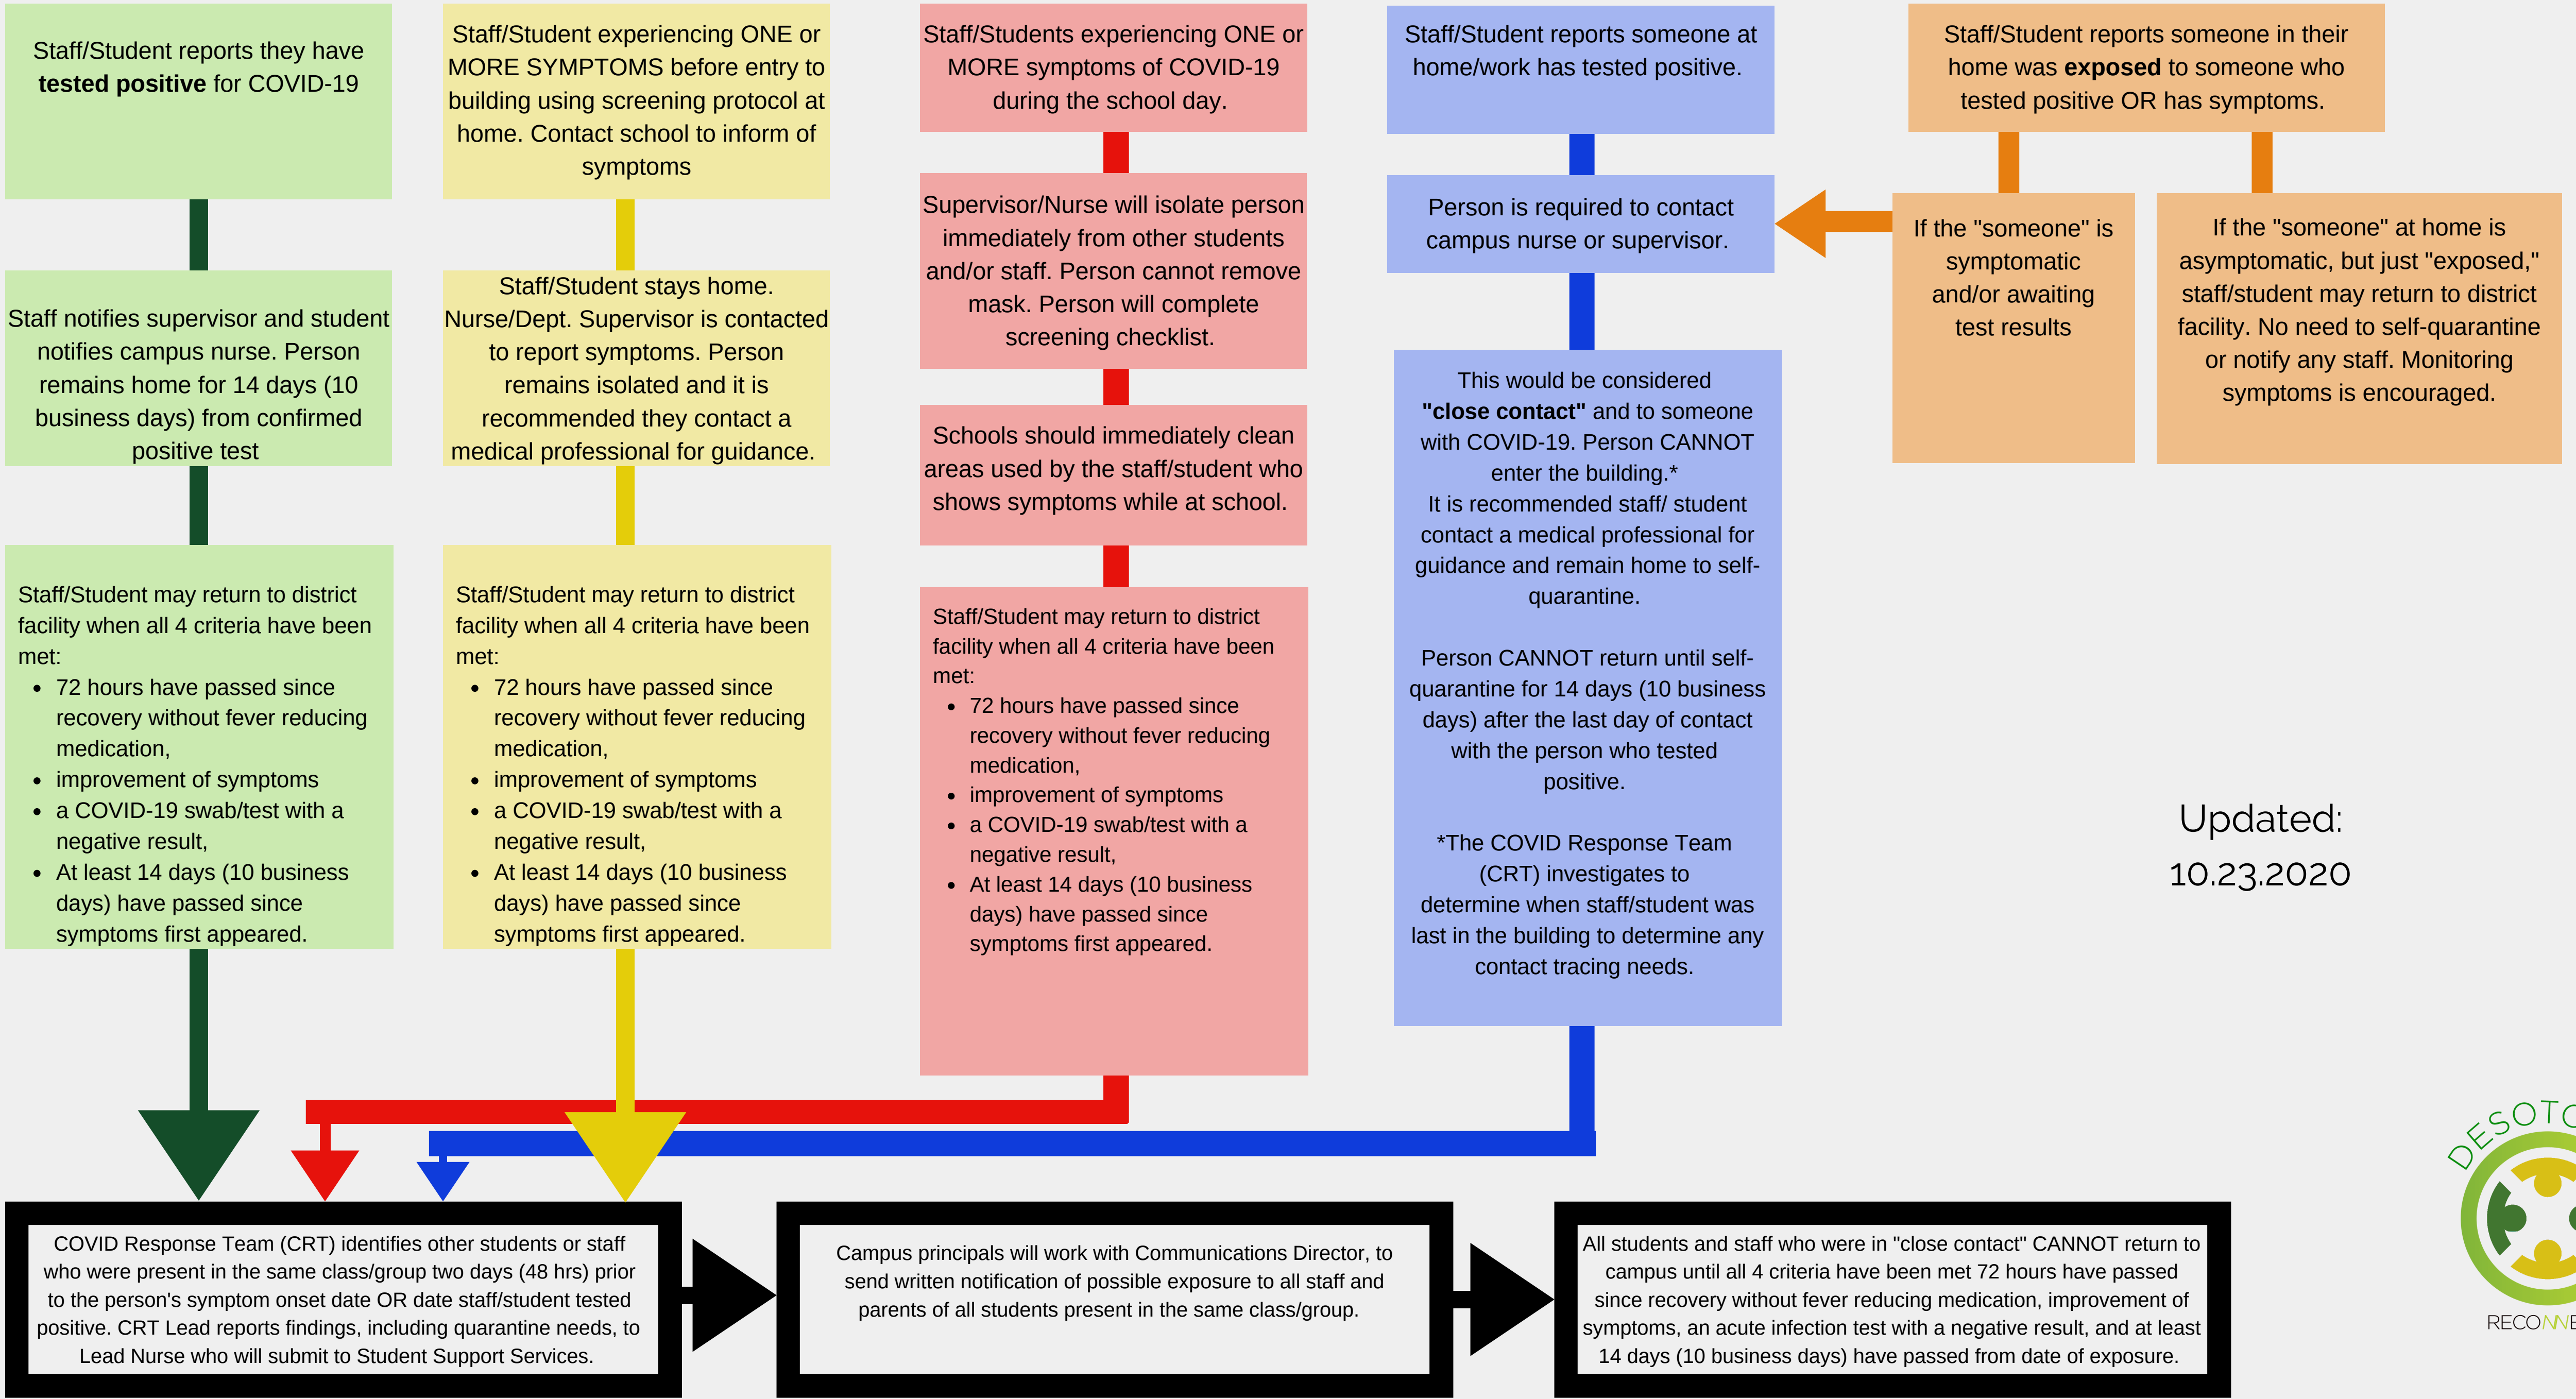 Staff/Student reports they have
tested positive for COVID-19
Staff notifies supervisor and student
notifies campus nurse. Person
remains home for 14 days (10
business days) from confirmed
positive test
Staff/Student may return to district
facility when all 4 criteria have been
met:
• 72 hours have passed since
recovery without fever reducing
medication,
• improvement of symptoms
• a COVID-19 swab/test with a
negative result,
• At least 14 days (10 business
days) have passed since
symptoms first appeared.
Staff/Student experiencing ONE or
MORE SYMPTOMS before entry to
building using screening protocol at
home. Contact school to inform of
symptoms
Staff/Student stays home.
Nurse/Dept. Supervisor is contacted
to report symptoms. Person
remains isolated and it is
recommended they contact a
medical professional for guidance.
Staff/Student may return to district
facility when all 4 criteria have been
met:
• 72 hours have passed since
recovery without fever reducing
medication,
• improvement of symptoms
• a COVID-19 swab/test with a
negative result,
• At least 14 days (10 business
days) have passed since
symptoms first appeared.
Staff/Students experiencing ONE or
MORE symptoms of COVID-19
during the school day.
Supervisor/Nurse will isolate person
immediately from other students
and/or staff. Person cannot remove
mask. Person will complete
screening checklist.
Schools should immediately clean
areas used by the staff/student who
shows symptoms while at school.
Staff/Student may return to district
facility when all 4 criteria have been
met:
• 72 hours have passed since
recovery without fever reducing
medication,
• improvement of symptoms
• a COVID-19 swab/test with a
negative result,
• At least 14 days (10 business
days) have passed since
symptoms first appeared.
Staff/Student reports someone at
home/work has tested positive.
Person is required to contact
campus nurse or supervisor.
This would be considered
"close contact" and to someone
with COVID-19. Person CANNOT
enter the building.*
It is recommended staff/ student
contact a medical professional for
guidance and remain home to self-
quarantine.
Person CANNOT return until self-
quarantine for 14 days (10 business
days) after the last day of contact
with the person who tested
positive.
*The COVID Response Team
(CRT) investigates to
determine when staff/student was
last in the building to determine any
contact tracing needs.
Staff/Student reports someone in their
home was exposed to someone who
tested positive OR has symptoms.
If the "someone" is
symptomatic
and/or awaiting
test results
If the "someone" at home is
asymptomatic, but just "exposed,"
staff/student may return to district
facility. No need to self-quarantine
or notify any staff. Monitoring
symptoms is encouraged.
Updated:
10.23.2020
COVID Response Team (CRT) identifies other students or staff
who were present in the same class/group two days (48 hrs) prior
to the person's symptom onset date OR date staff/student tested
positive. CRT Lead reports findings, including quarantine needs, to
Lead Nurse who will submit to Student Support Services.
Campus principals will work with Communications Director, to
send written notification of possible exposure to all staff and
parents of all students present in the same class/group.
All students and staff who were in "close contact" CANNOT return to
campus until all 4 criteria have been met 72 hours have passed
since recovery without fever reducing medication, improvement of
symptoms, an acute infection test with a negative result, and at least
14 days (10 business days) have passed from date of exposure.
DESOTO